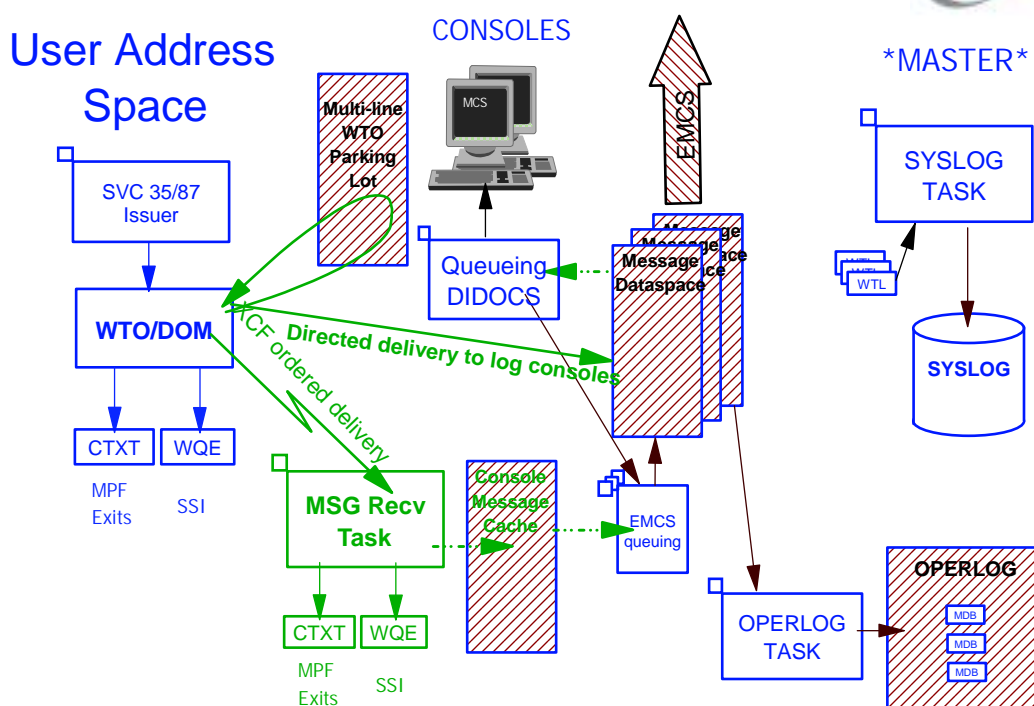 User Address
Space
CONSOLES
*MASTER*
MCS
EMCS
Multi-line
WTO
Parking
Lot
SVC 35/87
Issuer
SYSLOG
TASK
Queueing
DIDOCS
Message
Dataspace
WTL
WTO/DOM
XCF ordered delivery
Directed delivery to log consoles
SYSLOG
CTXT
WQE
MPF
Exits
SSI
MSG Recv
Task
Console
Message
Cache
EMCS
queuing
CTXT
WQE
MPF
Exits
SSI
OPERLOG
TASK
OPERLOG
MDB
MDB
MDB